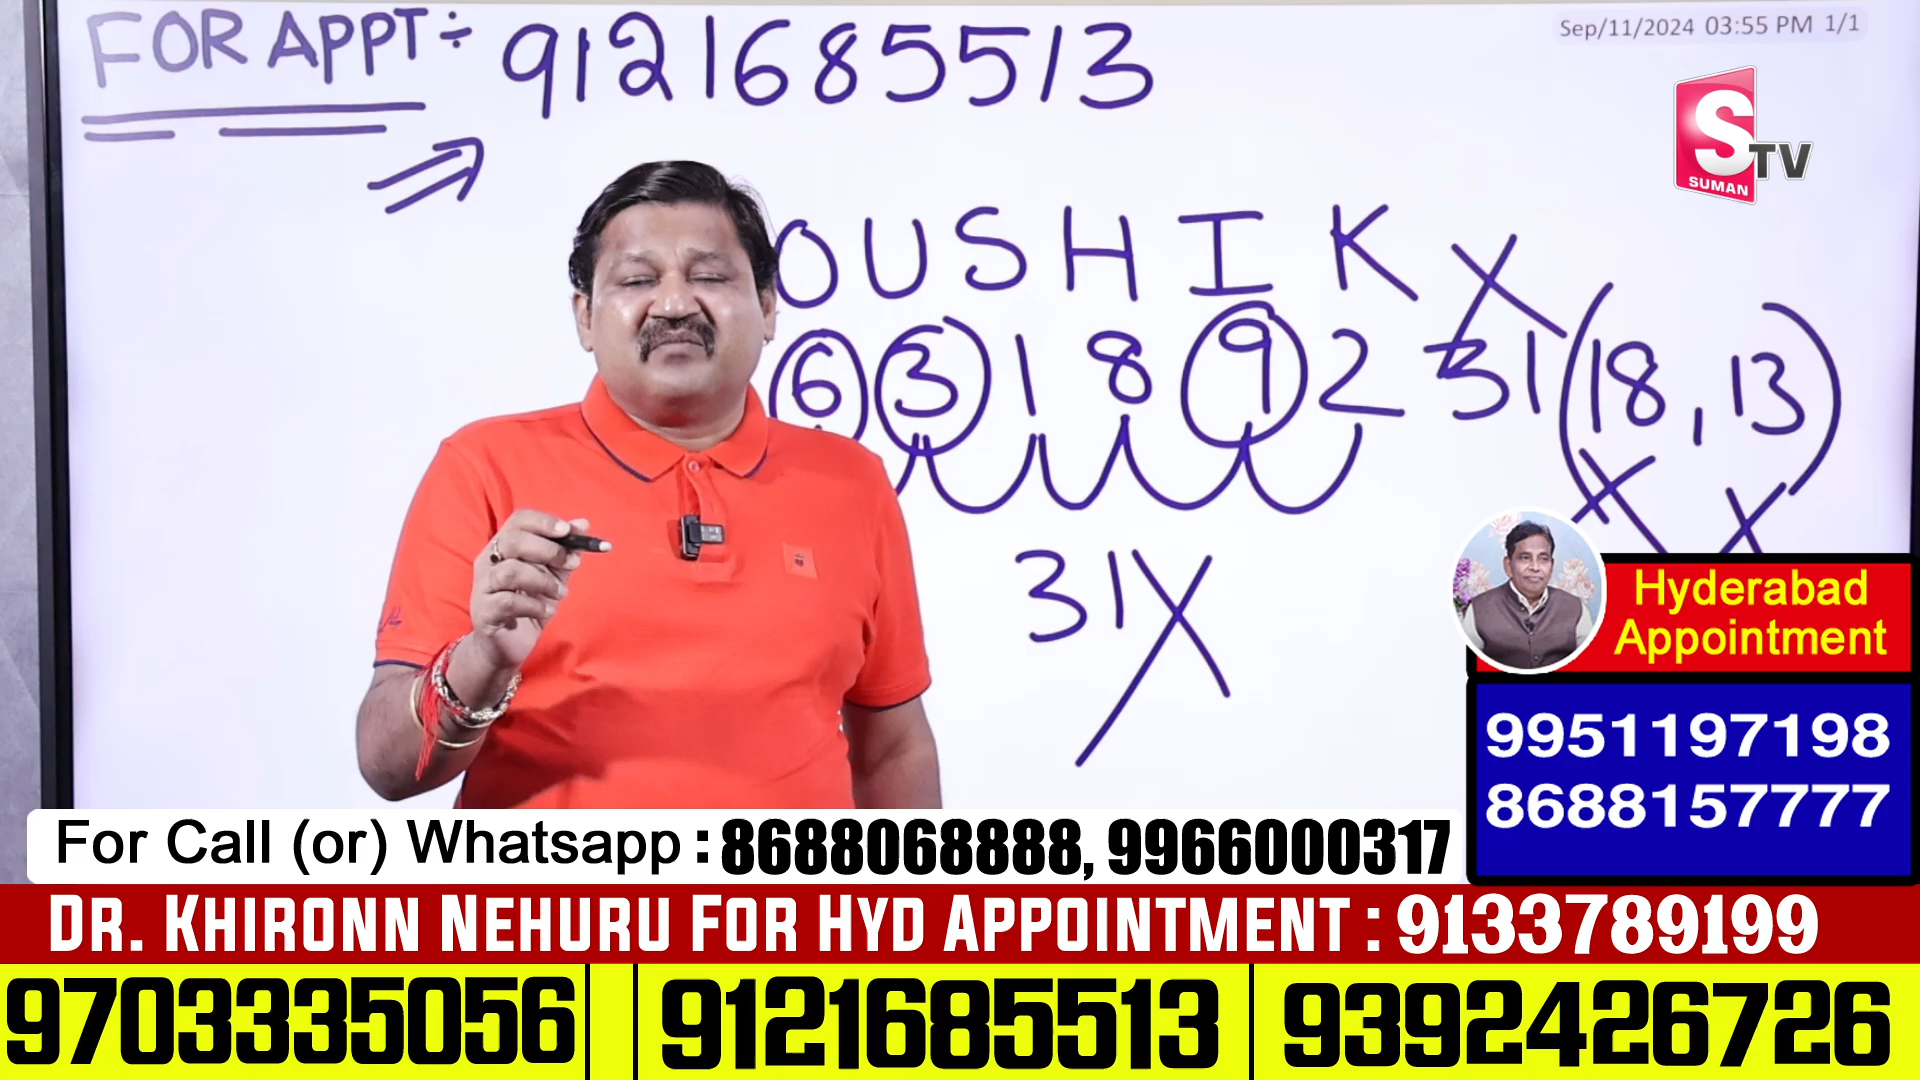 FOR APPT ÷ 9121685513
Sep/11/2024 03:55 PM 1/1
S TV
SUMAN
OUSHIK X
6 3 1 8 9 2 31 (18, 13)
X X
31 X
Hyderabad
Appointment
9951197198
8688157777
For Call (or) Whatsapp : 8688068888, 9966000317
DR. KHIRONN NEHURU FOR HYD APPOINTMENT : 9133789199
9703335056 9121685513 9392426726